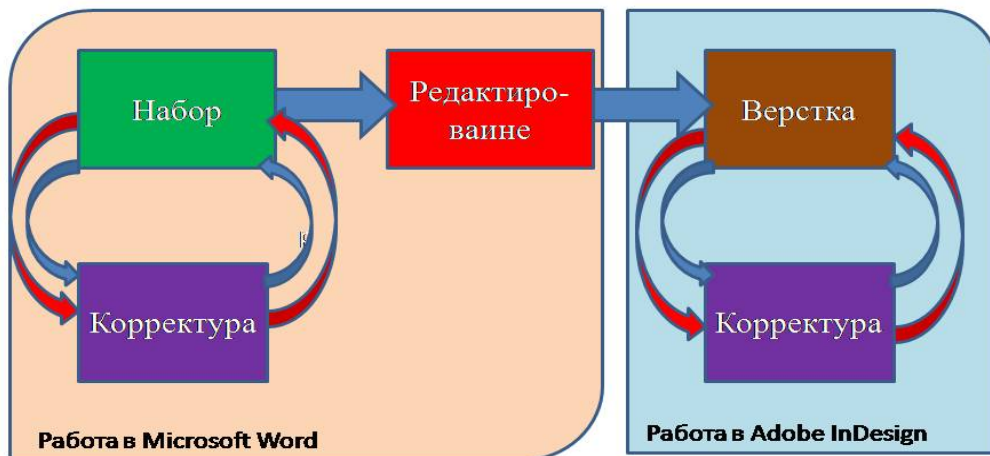 Набор
Редактиро-
ваине
Верстка
Корректура
Корректура
Работа в Microsoft Word
Работа в Adobe InDesign